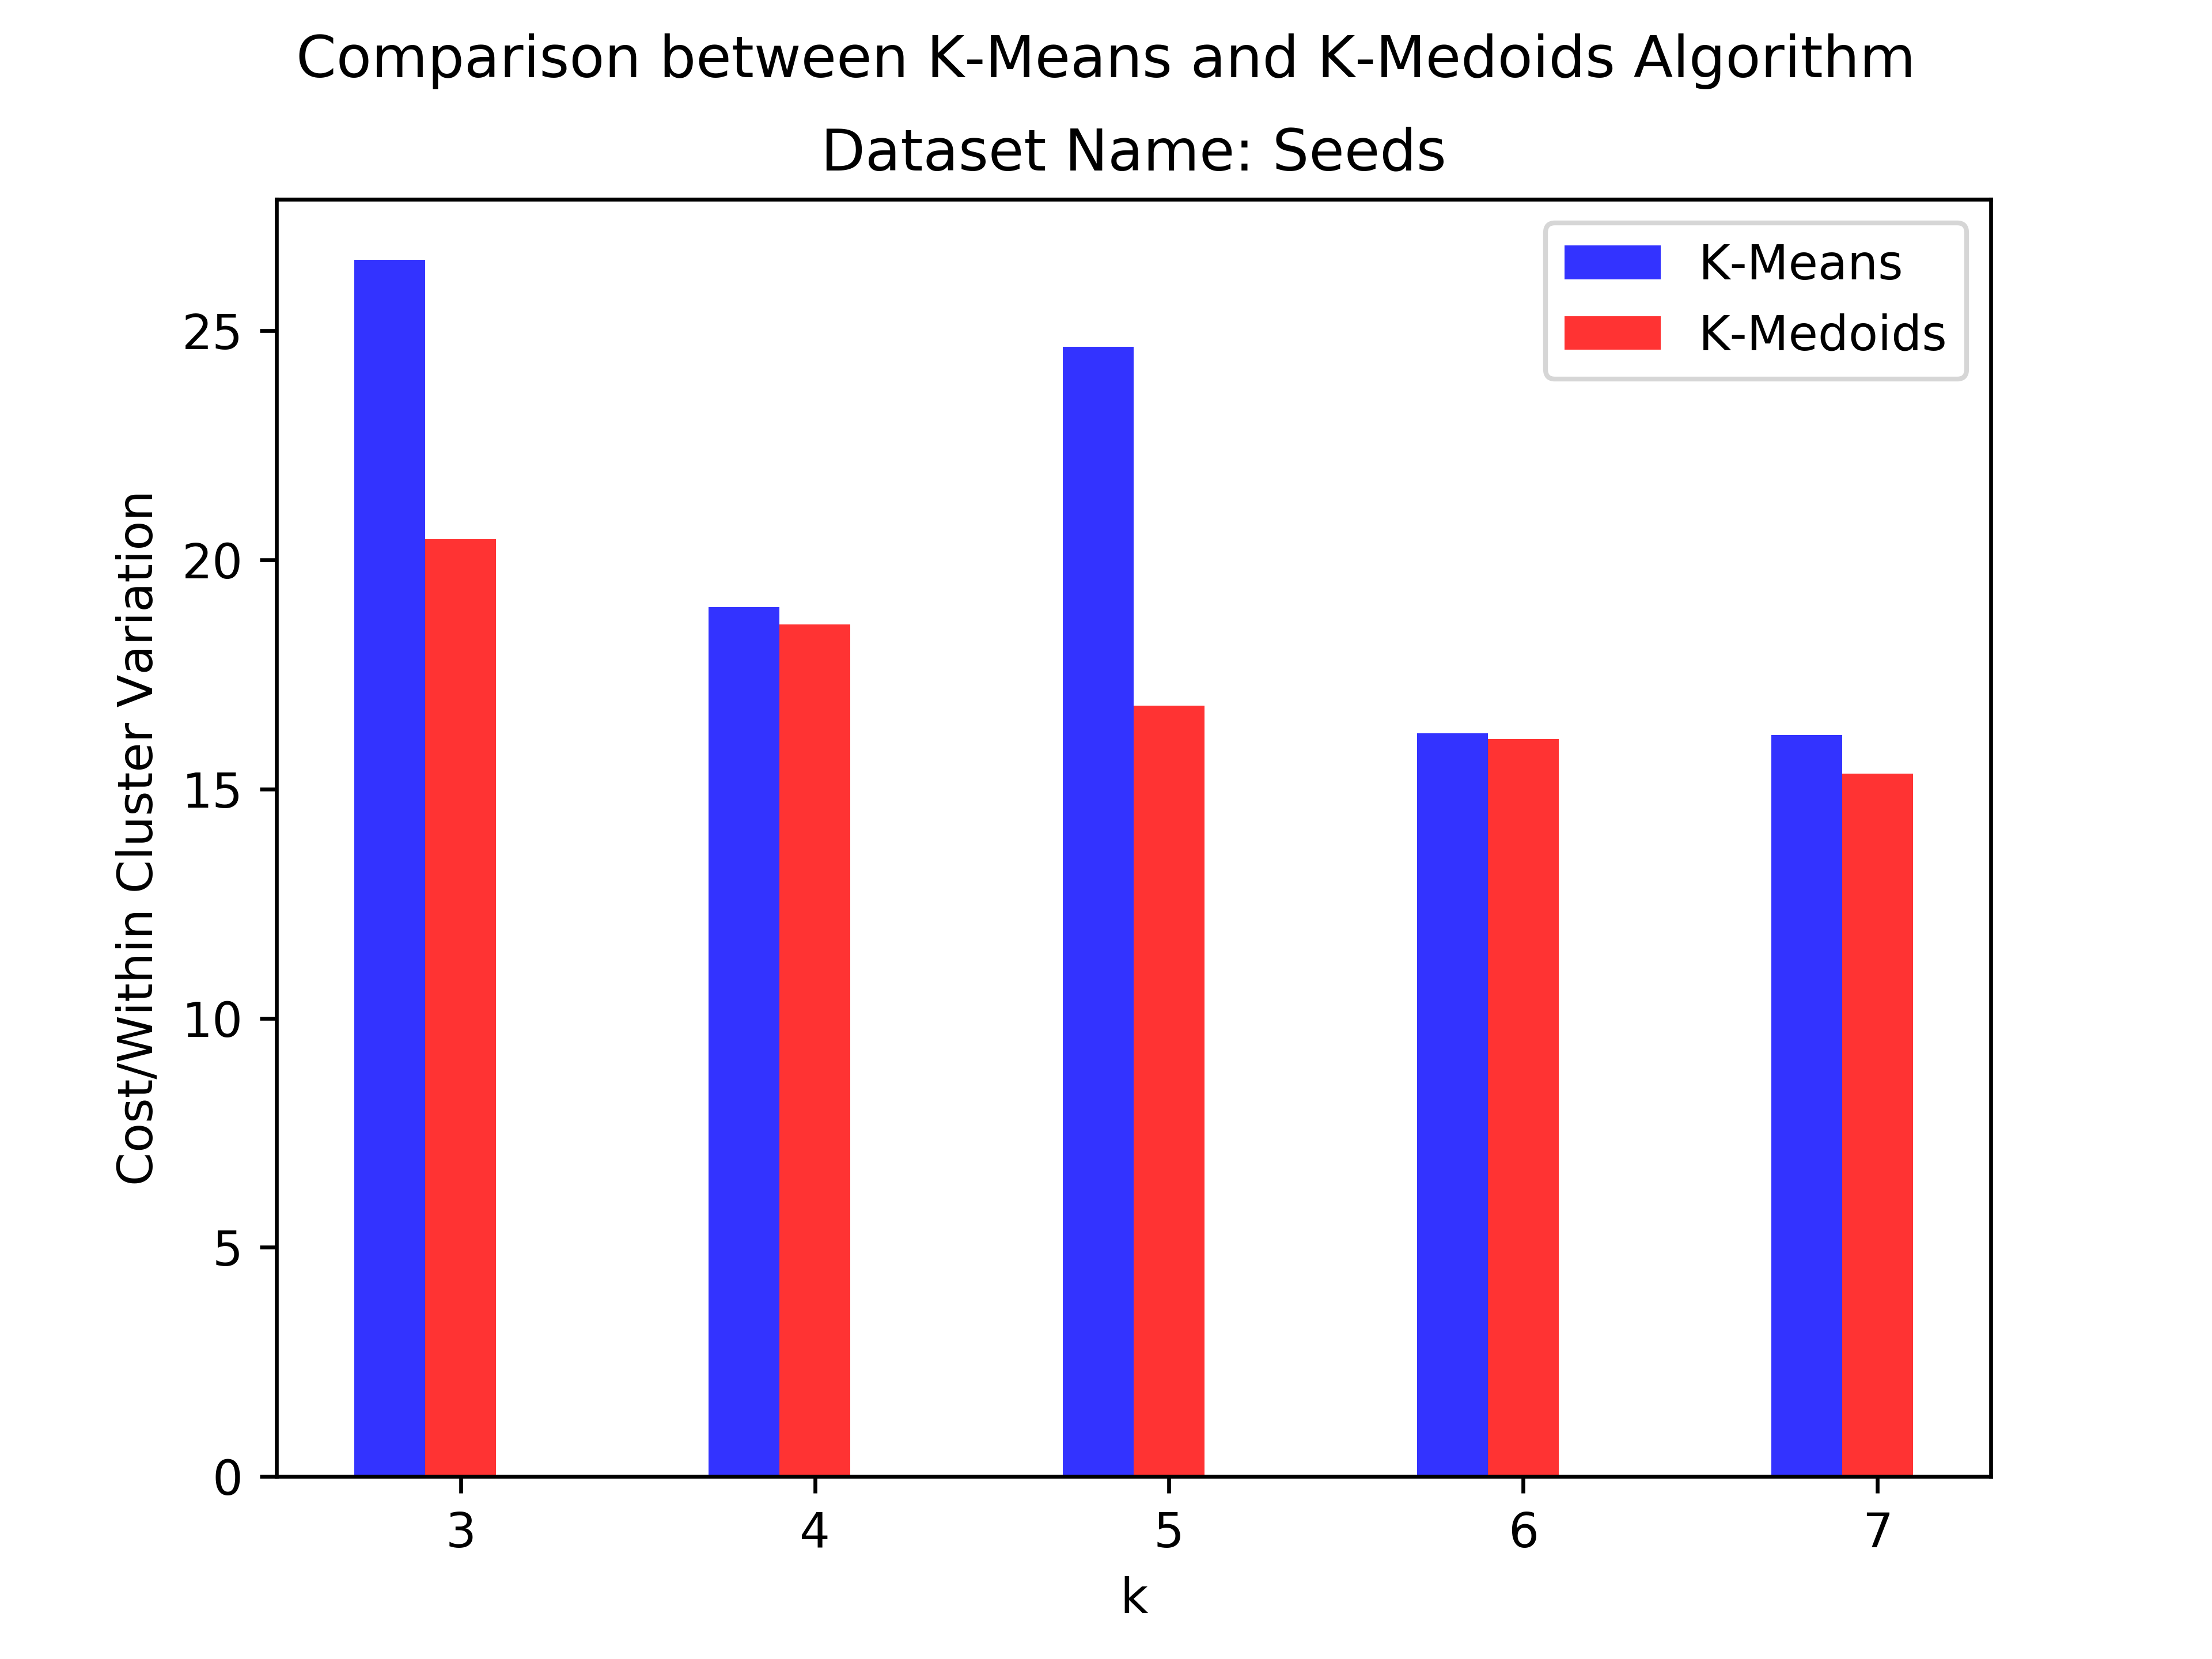 Comparison between K-Means and K-Medoids Algorithm
Dataset Name: Seeds
K-Means
K-Medoids
Cost/Within Cluster Variation
25
20
15
10
5
0
3 4 5 6 7
k